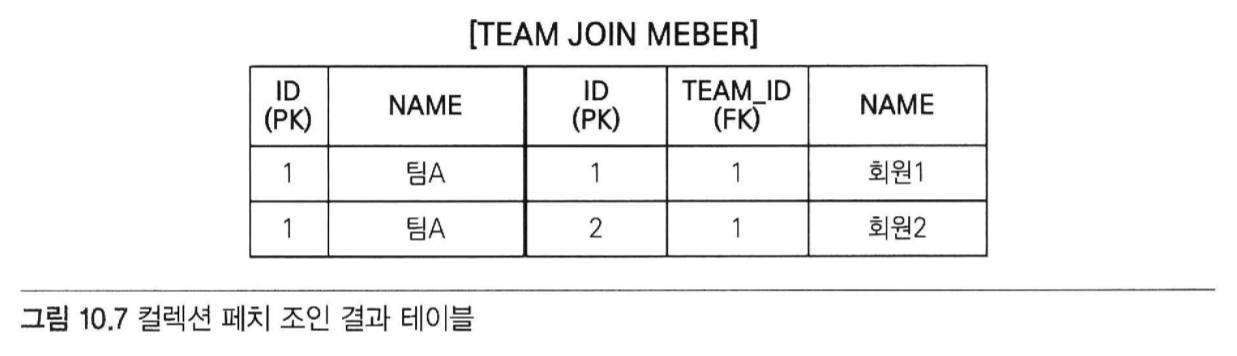 [TEAM JOIN MEBER]
ID (PK) NAME ID (PK) TEAM_ID (FK) NAME
1 팀A 1 1 회원1
1 팀A 2 1 회원2
그림 10.7 컬렉션 페치 조인 결과 테이블